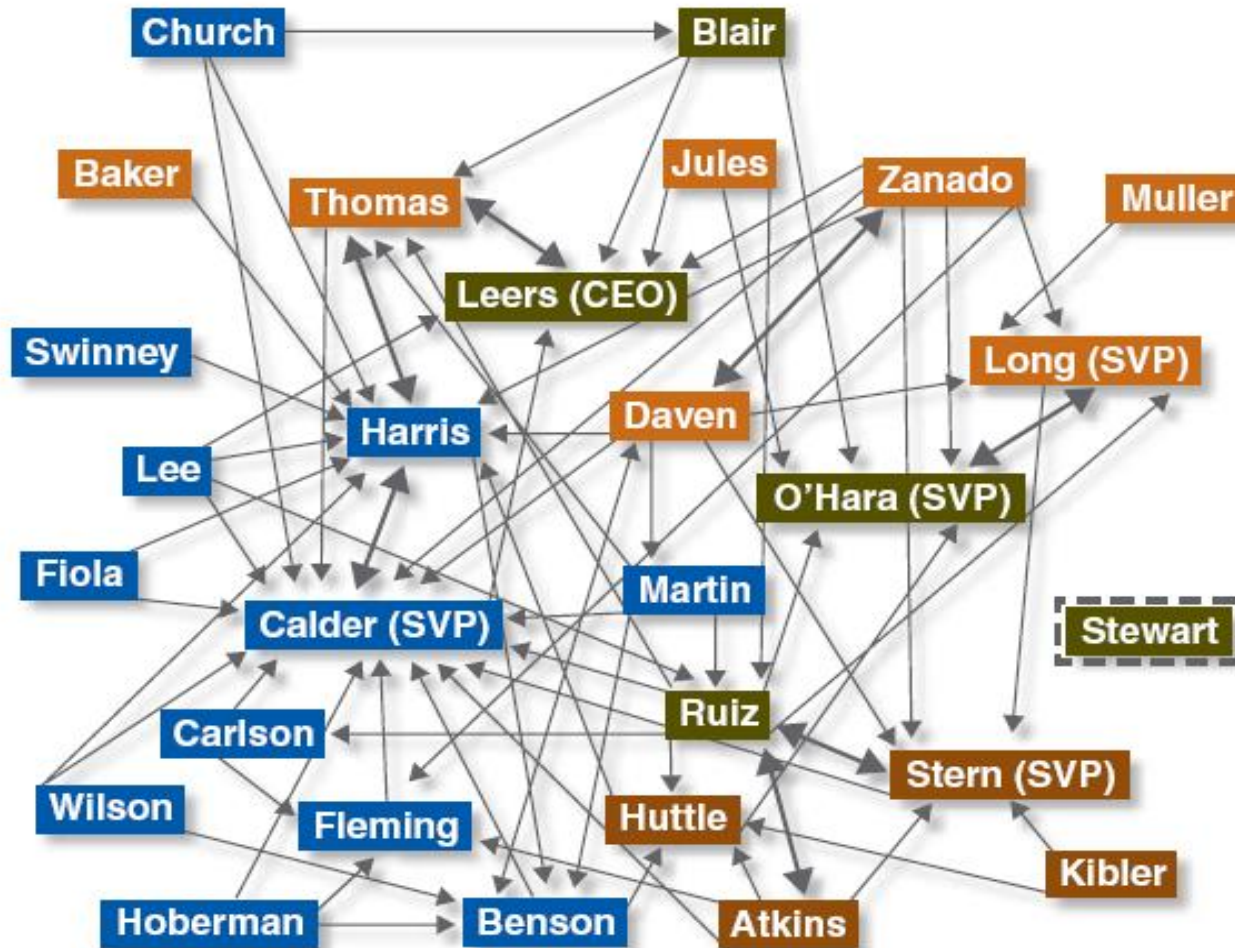 Church
Blair
Baker
Thomas
Jules
Zanado
Muller
Leers (CEO)
Swinney
Harris
Daven
Long (SVP)
Lee
O’Hara (SVP)
Fiola
Martin
Calder (SVP)
Stewart
Carlson
Ruiz
Wilson
Fleming
Huttle
Stern (SVP)
Kibler
Hoberman
Benson
Atkins